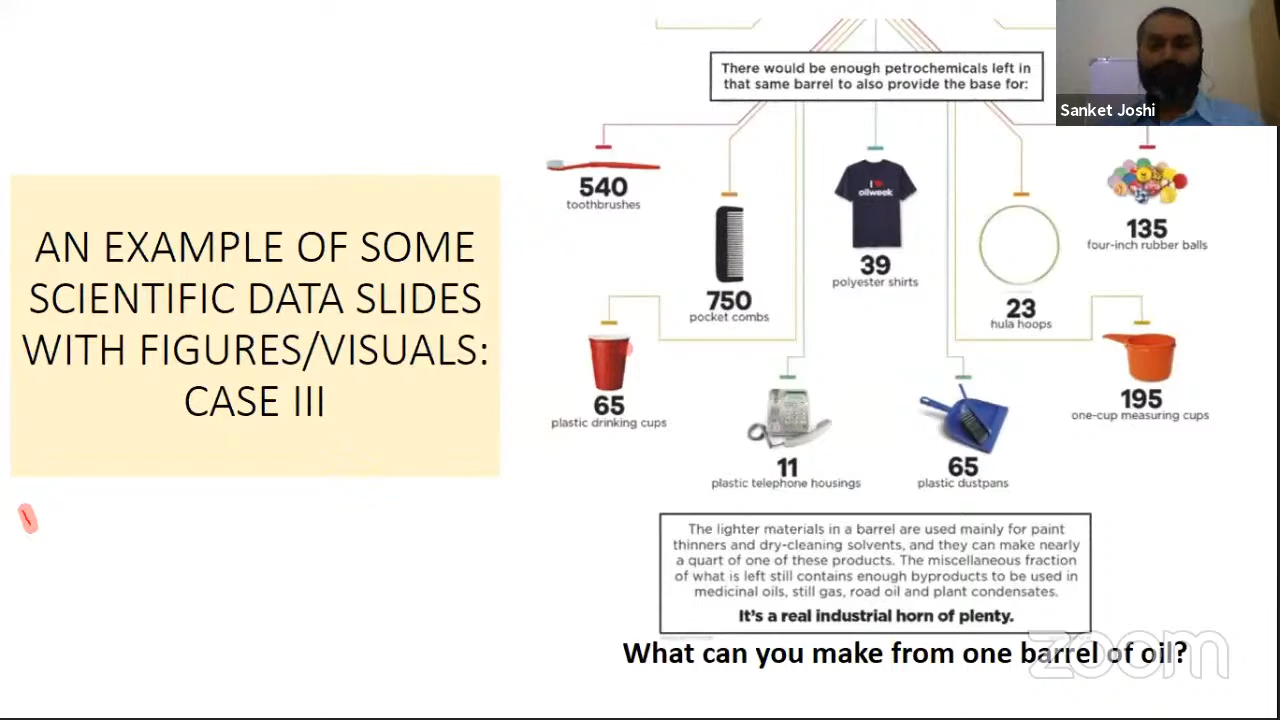 There would be enough petrochemicals left in
that same barrel to also provide the base for:
Sanket Joshi
540
toothbrushes
I
oilweek
135
four-inch rubber balls
39
polyester shirts
750
pocket combs
23
hula hoops
AN EXAMPLE OF SOME
SCIENTIFIC DATA SLIDES
WITH FIGURES/VISUALS:
CASE III
65
plastic drinking cups
195
one-cup measuring cups
11
plastic telephone housings
65
plastic dustpans
The lighter materials in a barrel are used mainly for paint
thinners and dry-cleaning solvents, and they can make nearly
a quart of one of these products. The miscellaneous fraction
of what is left still contains enough byproducts to be used in
medicinal oils, still gas, road oil and plant condensates.
It's a real industrial horn of plenty.
What can you make from one barrel of oil?
zoom